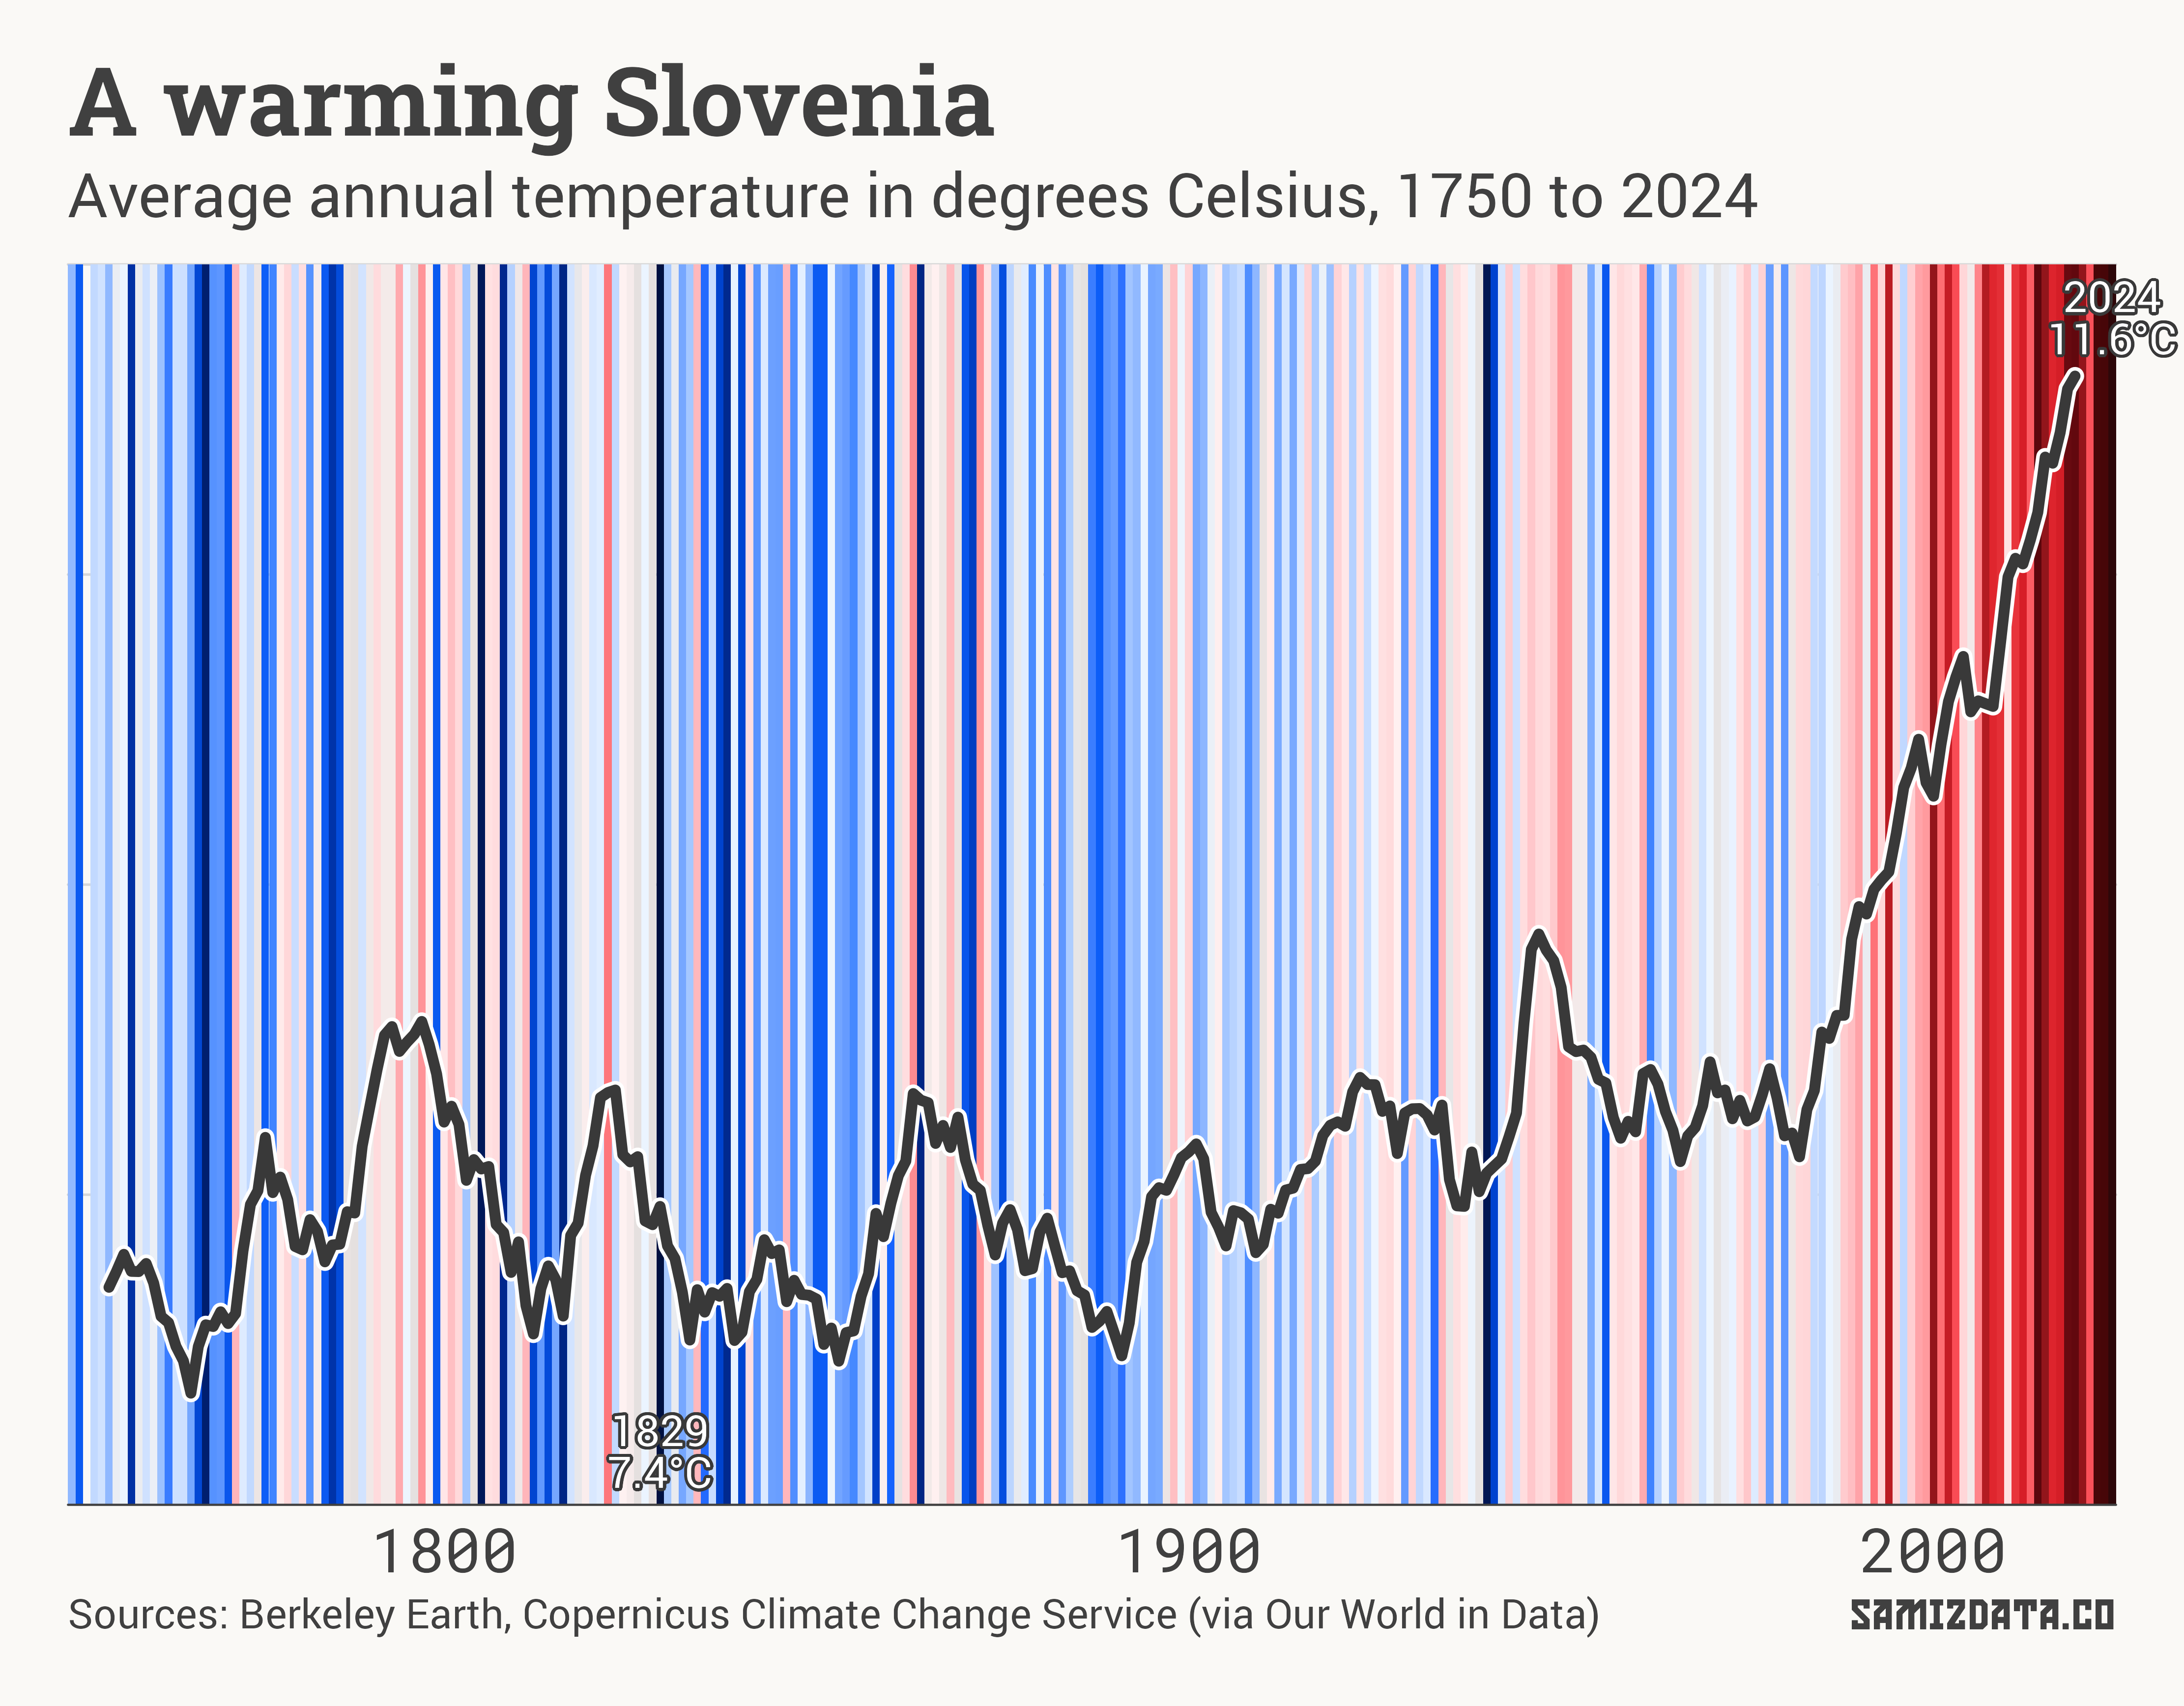 A warming Slovenia
Average annual temperature in degrees Celsius, 1750 to 2024
2024
11.6°C
1829
7.4°C
1800
1900
2000
Sources: Berkeley Earth, Copernicus Climate Change Service (via Our World in Data)
SAMIZDATA.CO